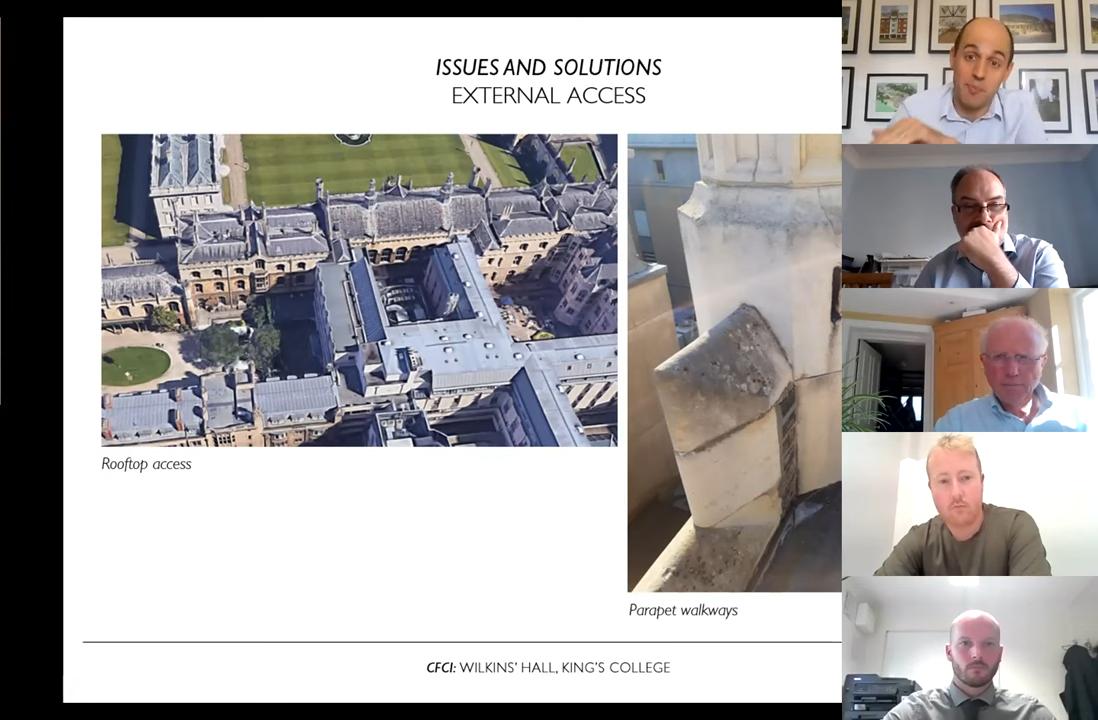 ISSUES AND SOLUTIONS
EXTERNAL ACCESS
Rooftop access
Parapet walkways
CFCI: WILKINS' HALL, KING'S COLLEGE